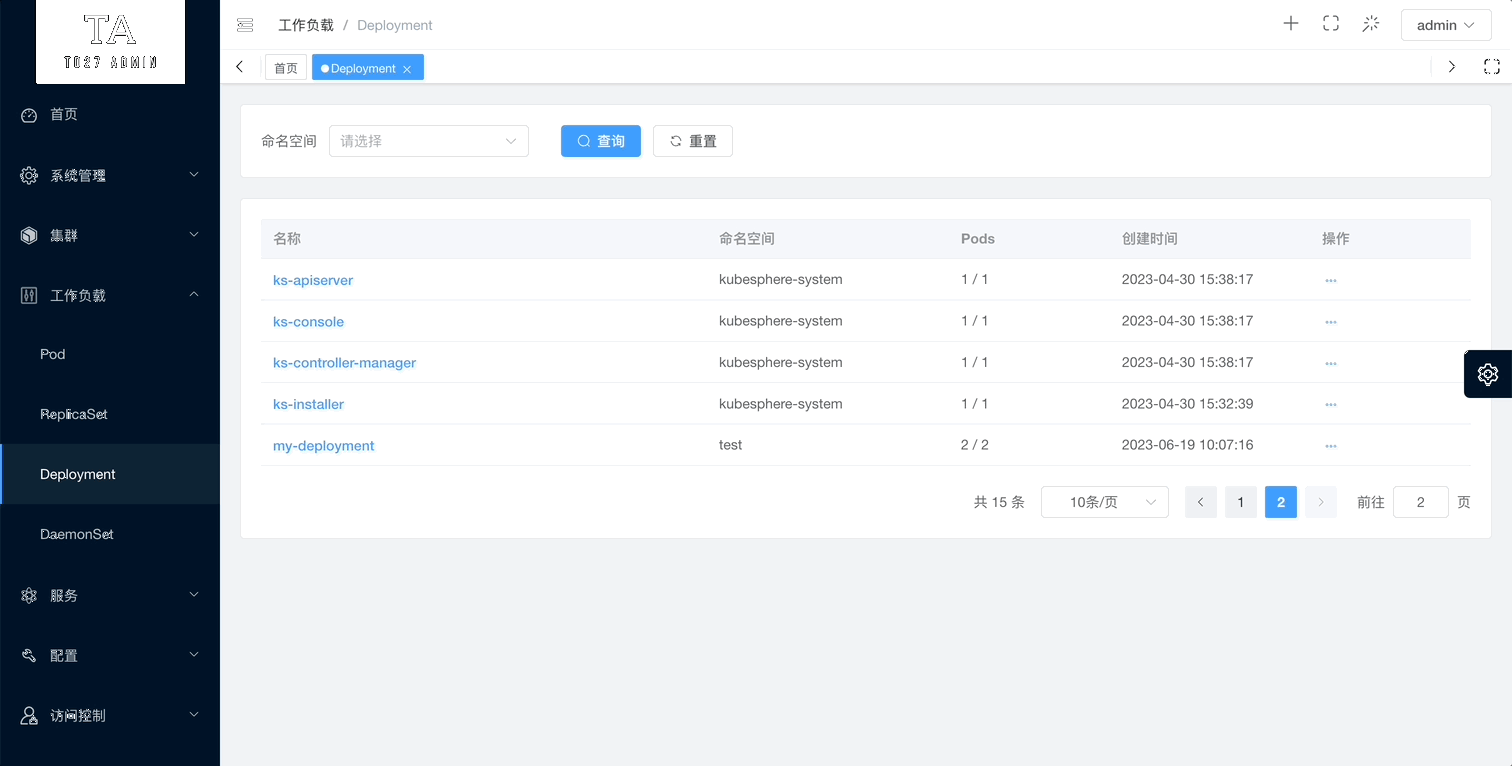 TA
TO27 ADMIN
首页
系统管理
集群
工作负载
Pod
ReplicaSet
Deployment
DaemonSet
服务
配置
访问控制
工作负载 / Deployment
admin
首页
Deployment
命名空间 请选择 查询 重置
名称 命名空间 Pods 创建时间 操作
ks-apiserver kubesphere-system 1 / 1 2023-04-30 15:38:17
ks-console kubesphere-system 1 / 1 2023-04-30 15:38:17
ks-controller-manager kubesphere-system 1 / 1 2023-04-30 15:38:17
ks-installer kubesphere-system 1 / 1 2023-04-30 15:32:39
my-deployment test 2 / 2 2023-06-19 10:07:16
共 15 条 10条/页 1 2 前往 2 页